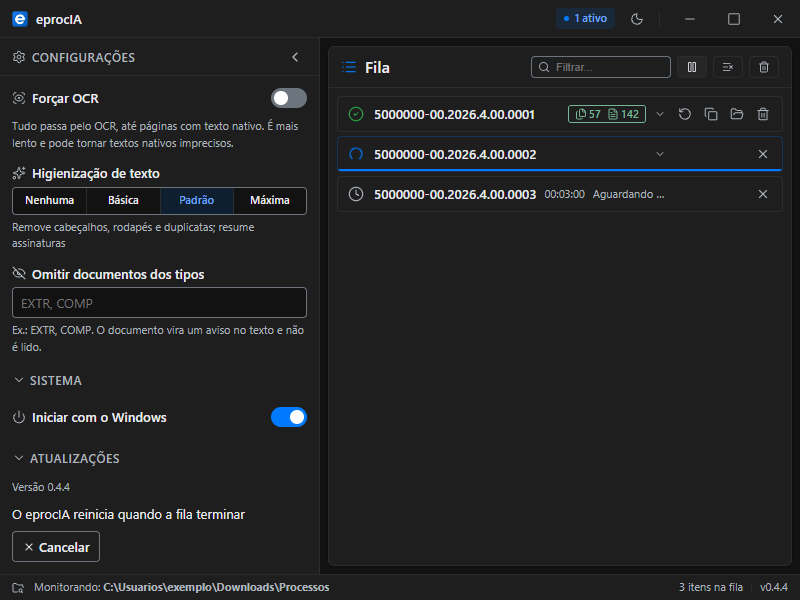 eprocIA
1 ativo
CONFIGURAÇÕES
Forçar OCR
Tudo passa pelo OCR, até páginas com texto nativo. É mais
lento e pode tornar textos nativos imprecisos.
Higienização de texto
Nenhuma Básica Padrão Máxima
Remove cabeçalhos, rodapés e duplicatas; resume
assinaturas
Omitir documentos dos tipos
EXTR, COMP
Ex.: EXTR, COMP. O documento vira um aviso no texto e não
é lido.
SISTEMA
Iniciar com o Windows
ATUALIZAÇÕES
Versão 0.4.4
O eprocIA reinicia quando a fila terminar
Cancelar
Fila
Filtrar...
5000000-00.2026.4.00.0001 57 142
5000000-00.2026.4.00.0002
5000000-00.2026.4.00.0003 00:03:00 Aguardando ...
Monitorando: C:\Usuarios\exemplo\Downloads\Processos
3 itens na fila v0.4.4